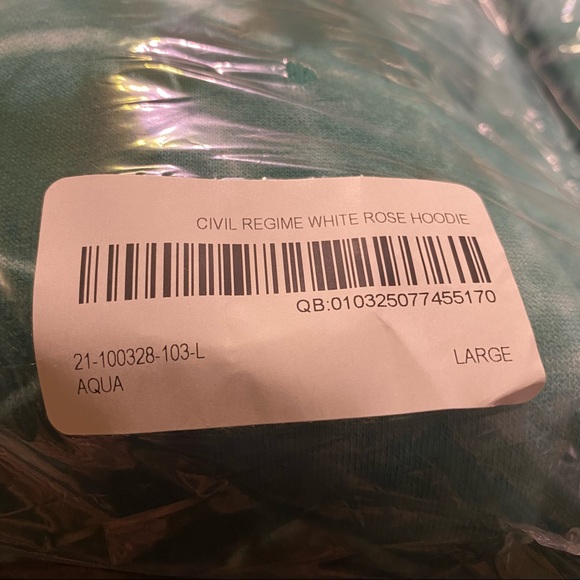 CIVIL REGIME WHITE ROSE HOODIE
QB:010325077455170
21-100328-103-L
LARGE
AQUA